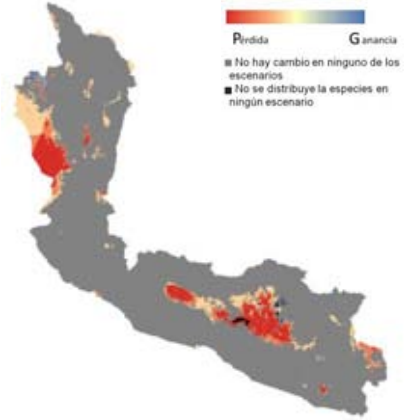 Pérdida Ganancia
No hay cambio en ninguno de los
escenarios
No se distribuye la especies en
ningún escenario